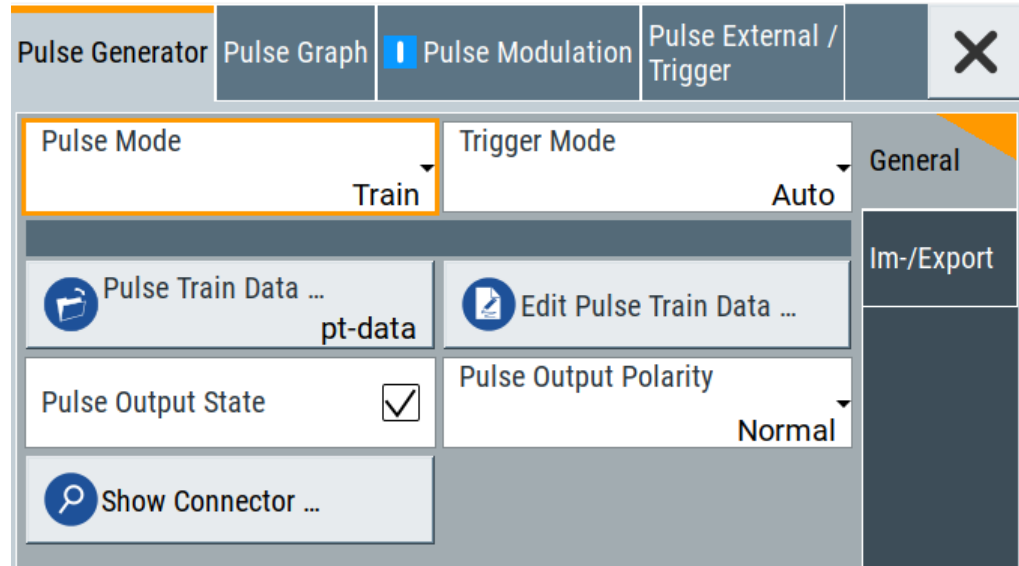 Pulse Generator
Pulse Graph
Pulse Modulation
Pulse External /
Trigger
Pulse Mode
Train
Trigger Mode
Auto
General
Im-/Export
Pulse Train Data ...
pt-data
Edit Pulse Train Data ...
Pulse Output State
Pulse Output Polarity
Normal
Show Connector ...